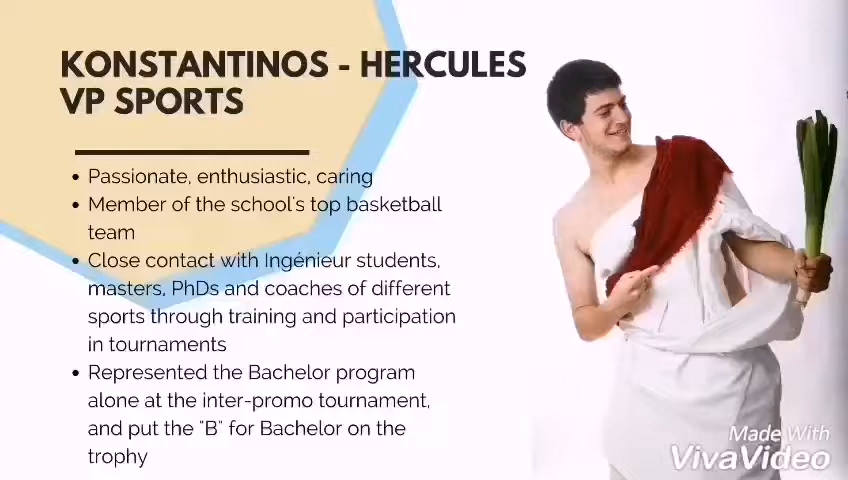 KONSTANTINOS - HERCULES
VP SPORTS
• Passionate, enthusiastic, caring
• Member of the school's top basketball
team
• Close contact with Ingénieur students,
masters, PhDs and coaches of different
sports through training and participation
in tournaments
• Represented the Bachelor program
alone at the inter-promo tournament,
and put the "B" for Bachelor on the
trophy
Made With
VivaVideo